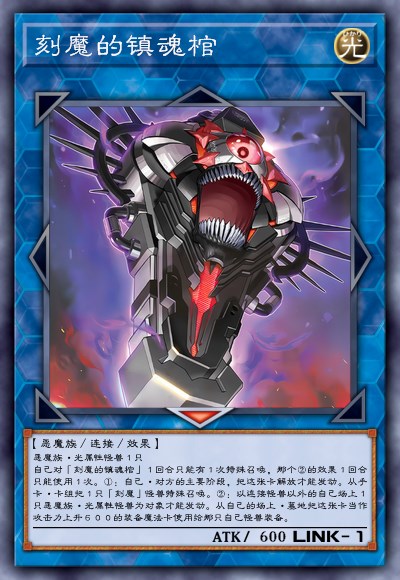 刻魔的镇魂棺
光
【恶魔族／连接／效果】
恶魔族・光属性怪兽1只
自己对「刻魔的镇魂棺」1回合只能有1次特殊召唤，那个②的效果1回合
只能使用1次。①：自己・对方的主要阶段，把这张卡解放才能发动。从手
卡・卡组把1只「刻魔」怪兽特殊召唤。②：以连接怪兽以外的自己场上1
只恶魔族・光属性怪兽为对象才能发动。从自己的场上・墓地把这张卡当作
攻击力上升６００的装备魔法卡使用给那只自己怪兽装备。
ATK/ 600 LINK-1